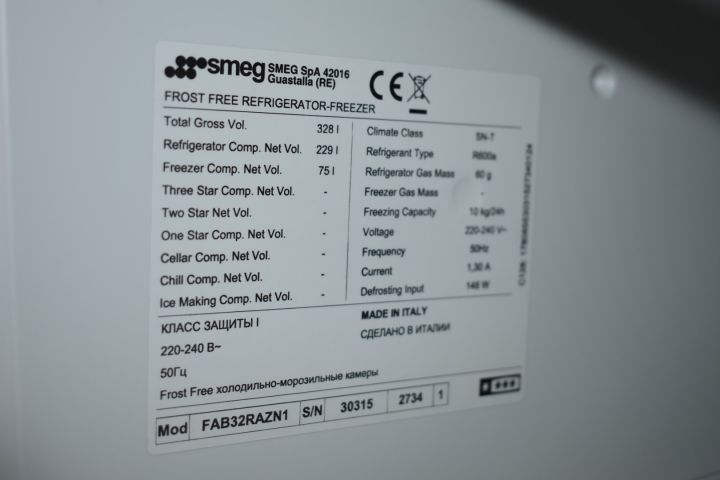 smeg SMEG SpA 42016
Guastalla (RE)
CE
FROST FREE REFRIGERATOR-FREEZER
Total Gross Vol. 328 l
Refrigerator Comp. Net Vol. 229 l
Freezer Comp. Net Vol. 75 l
Three Star Comp. Net Vol. -
Two Star Net Vol. -
One Star Comp. Net Vol. -
Cellar Comp. Net Vol. -
Chill Comp. Net Vol. -
Ice Making Comp. Net Vol. -
Climate Class SN-T
Refrigerant Type R600a
Refrigerator Gas Mass 60 g
Freezer Gas Mass -
Freezing Capacity 10 kg/24h
Voltage 220-240 V~
Frequency 50Hz
Current 1,30 A
Defrosting Input 148 W
КЛАСС ЗАЩИТЫ I
220-240 В~
50Гц
Frost Free холодильно-морозильные камеры
MADE IN ITALY
СДЕЛАНО В ИТАЛИИ
Mod FAB32RAZN1 S/N 30315 2734 1